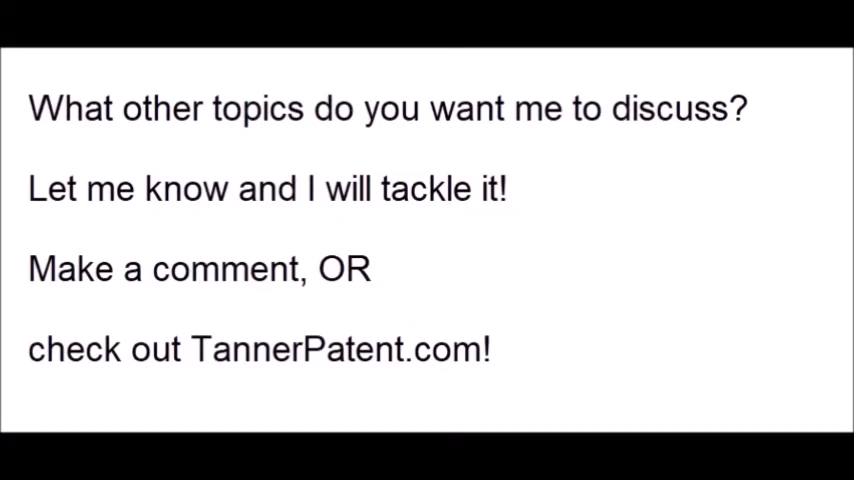 What other topics do you want me to discuss?
Let me know and I will tackle it!
Make a comment, OR
check out TannerPatent.com!